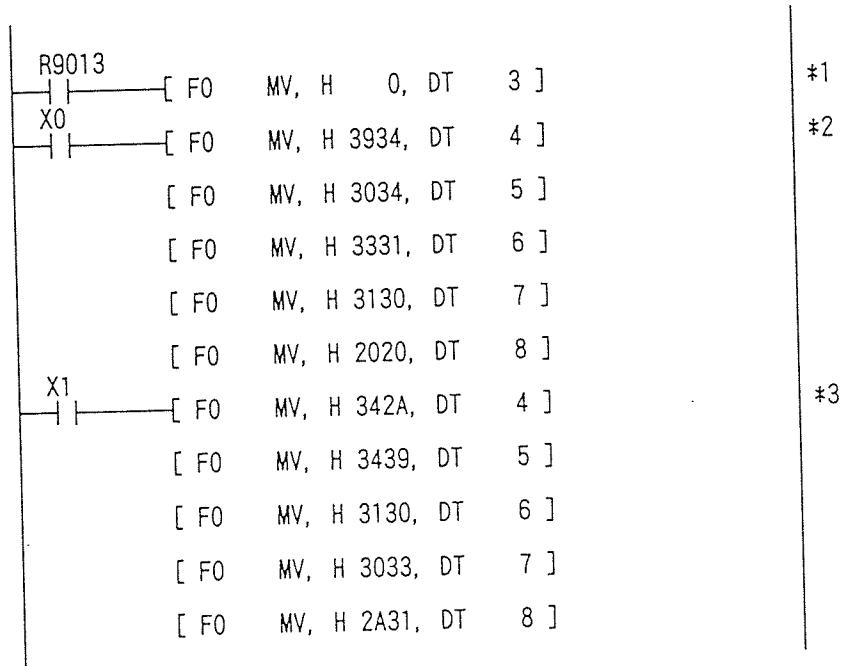 R9013
[ F0 MV, H 0, DT 3 ] *1
X0
[ F0 MV, H 3934, DT 4 ] *2
[ F0 MV, H 3034, DT 5 ]
[ F0 MV, H 3331, DT 6 ]
[ F0 MV, H 3130, DT 7 ]
[ F0 MV, H 2020, DT 8 ]
X1
[ F0 MV, H 342A, DT 4 ] *3
[ F0 MV, H 3439, DT 5 ]
[ F0 MV, H 3130, DT 6 ]
[ F0 MV, H 3033, DT 7 ]
[ F0 MV, H 2A31, DT 8 ]